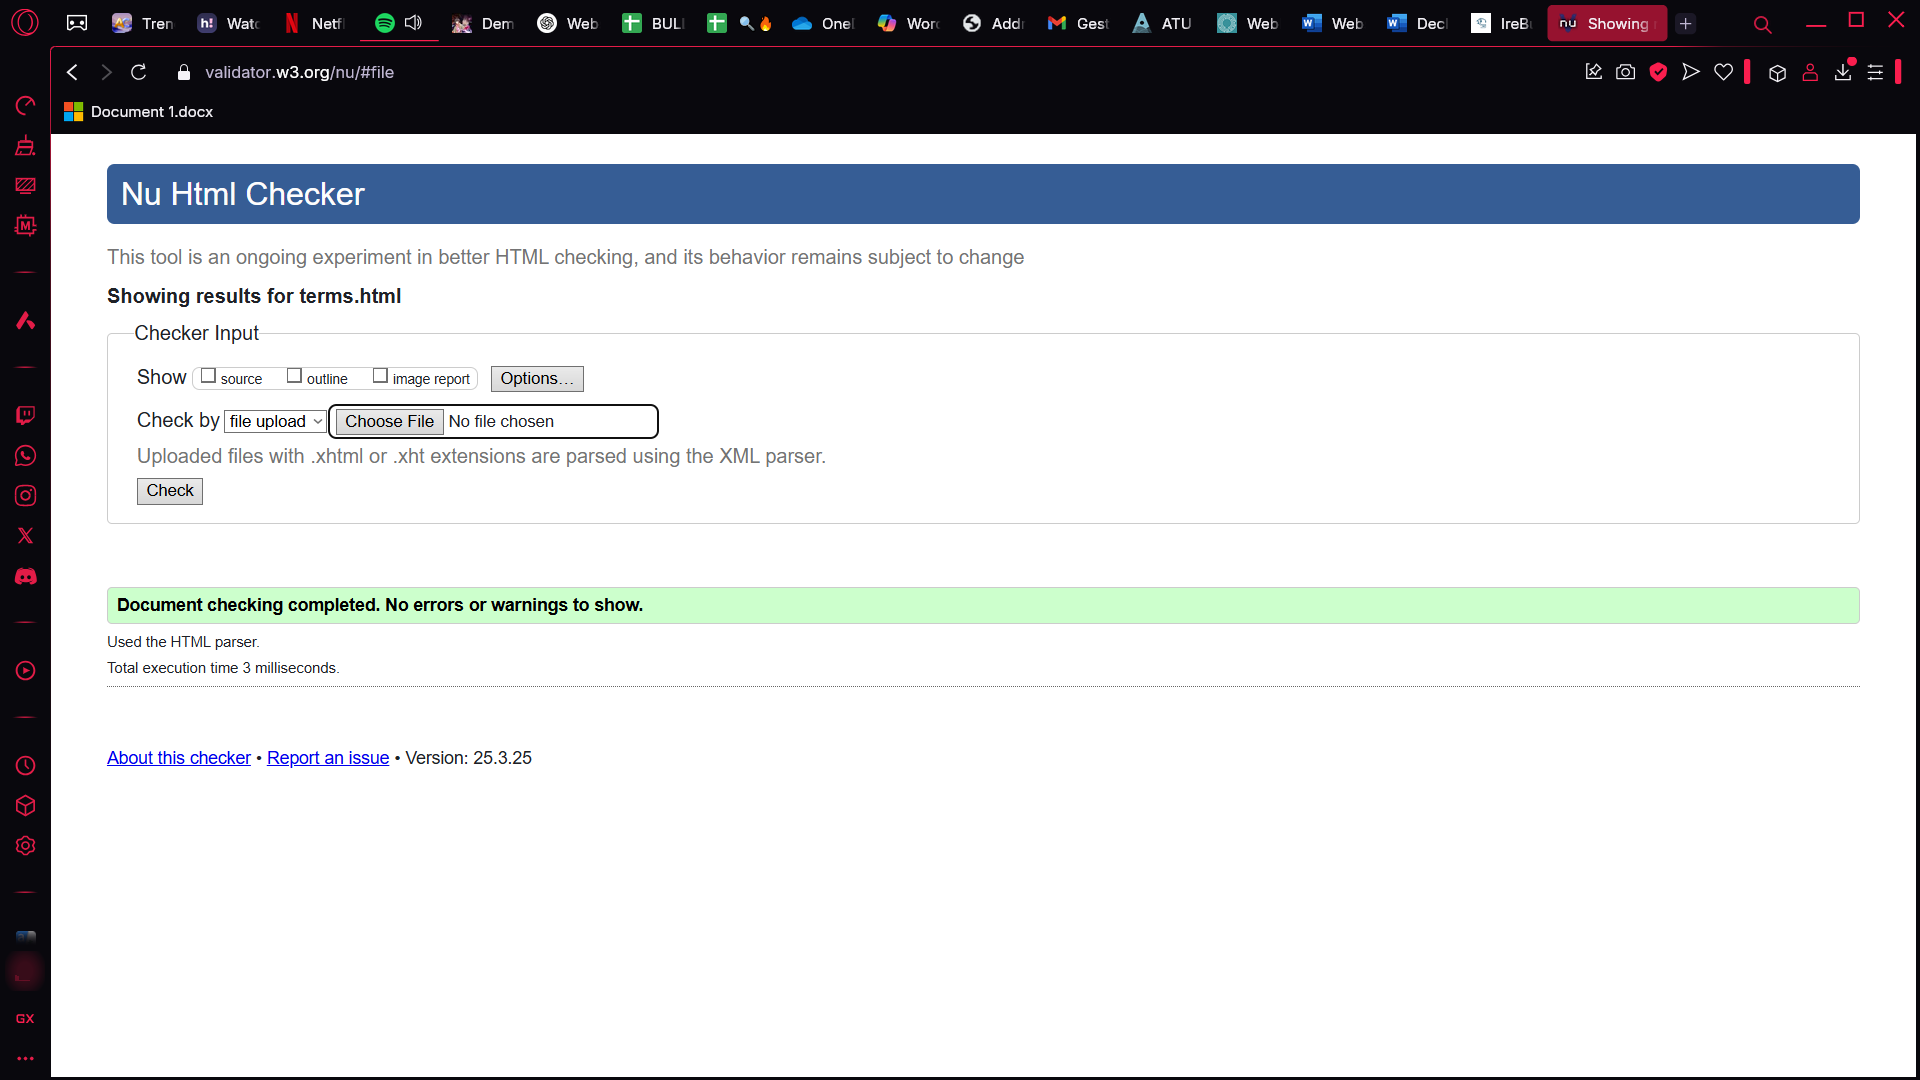 Tren
h! Watc
N Netfl
Dem
Web
BUL
OneD
Word
Addr
Gest
ATU
Web
Web
Decl
IreBu
nu Showing
validator.w3.org/nu/#file
Document 1.docx
M
GX
Nu Html Checker
This tool is an ongoing experiment in better HTML checking, and its behavior remains subject to change
Showing results for terms.html
Checker Input
Show source outline image report Options...
Check by file upload Choose File No file chosen
Uploaded files with .xhtml or .xht extensions are parsed using the XML parser.
Check
Document checking completed. No errors or warnings to show.
Used the HTML parser.
Total execution time 3 milliseconds.
About this checker • Report an issue • Version: 25.3.25